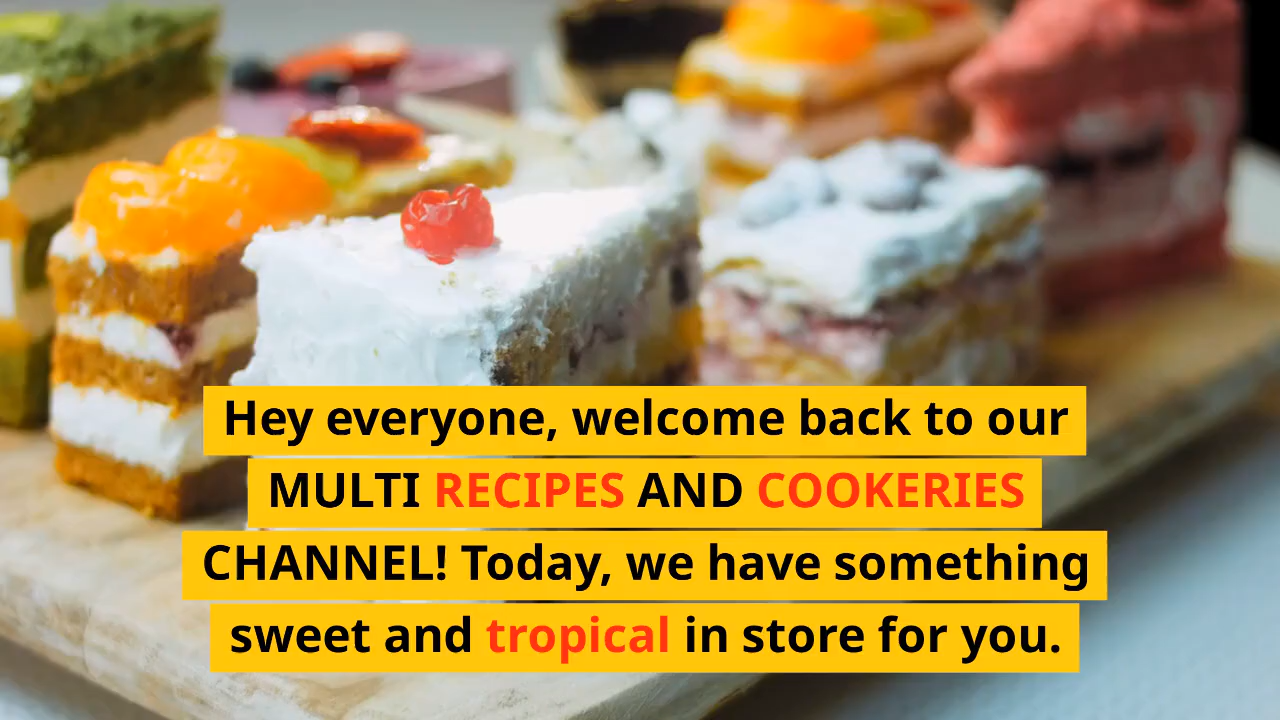 Hey everyone, welcome back to our
MULTI RECIPES AND COOKERIES
CHANNEL! Today, we have something
sweet and tropical in store for you.